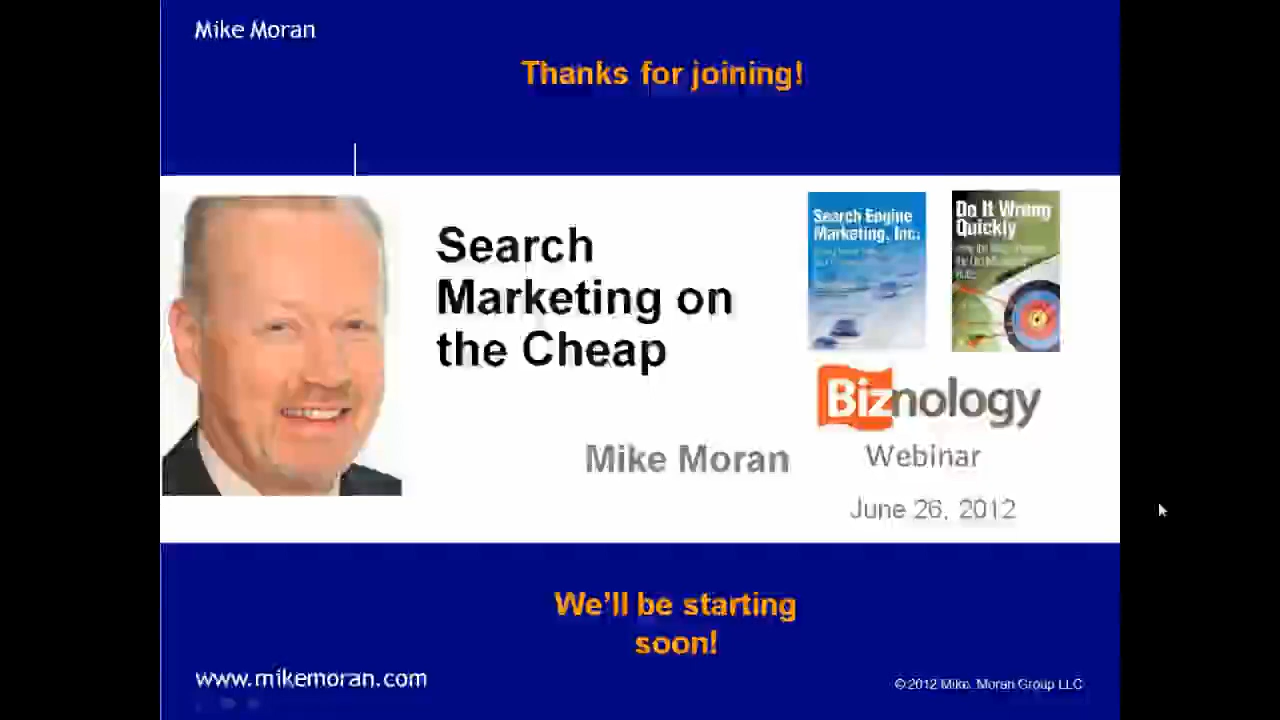 Mike Moran
Thanks for joining!
Search
Marketing on
the Cheap
Mike Moran
Search Engine
Marketing, Inc.
Do It Wrong
Quickly
Biznology
Webinar
June 26, 2012
We'll be starting
soon!
www.mikemoran.com
© 2012 Mike Moran Group LLC